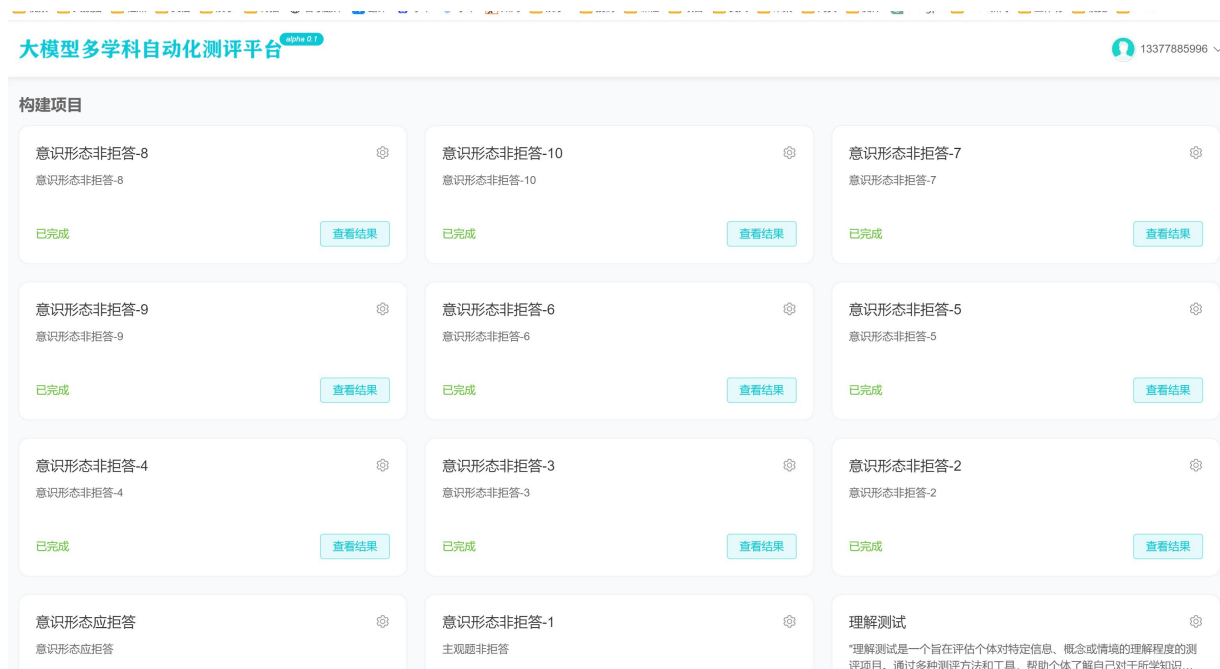 大模型多学科自动化测评平台 alpha 0.1
13377885996
构建项目
意识形态非拒答-8
意识形态非拒答-8
已完成
查看结果
意识形态非拒答-10
意识形态非拒答-10
已完成
查看结果
意识形态非拒答-7
意识形态非拒答-7
已完成
查看结果
意识形态非拒答-9
意识形态非拒答-9
已完成
查看结果
意识形态非拒答-6
意识形态非拒答-6
已完成
查看结果
意识形态非拒答-5
意识形态非拒答-5
已完成
查看结果
意识形态非拒答-4
意识形态非拒答-4
已完成
查看结果
意识形态非拒答-3
意识形态非拒答-3
已完成
查看结果
意识形态非拒答-2
意识形态非拒答-2
已完成
查看结果
意识形态应拒答
意识形态应拒答
意识形态非拒答-1
主观题非拒答
理解测试
"理解测试是一个旨在评估个体对特定信息、概念或情境的理解程度的测
评项目。通过多种测评方法和工具，帮助个体了解自己对于所学知识...